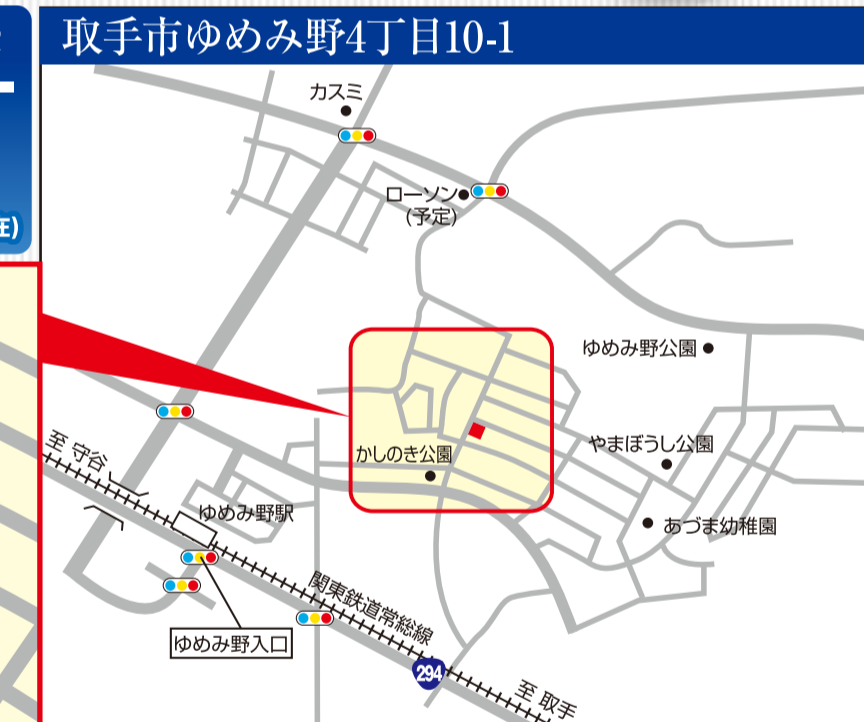 取手市ゆめみ野4丁目10-1
カスミ
在)
ローソン
(予定)
ゆめみ野公園
至 守谷
かしのき公園
やまぼうし公園
ゆめみ野駅
あづま幼稚園
関東鉄道常総線
ゆめみ野入口
294
至 取手